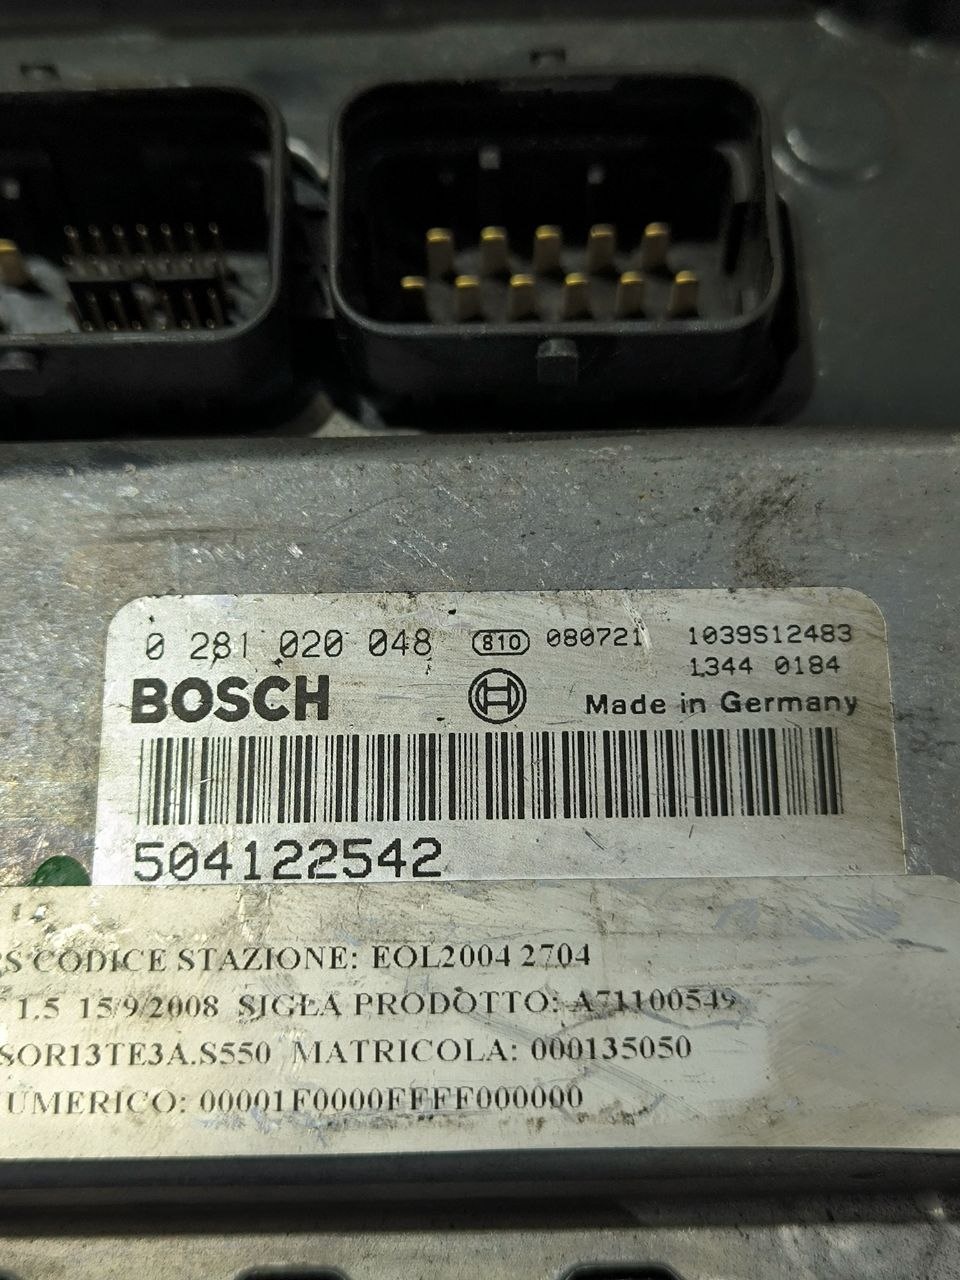 0 281 020 048 810 080721 1039S12483
1344 0184
BOSCH Made in Germany
504122542
CODICE STAZIONE: EOL2004 2704
1.5 15/9/2008 SIGLA PRODOTTO: A71100549
SOR13TE3A.S550 MATRICOLA: 000135050
UMERICO: 00001F0000FFFF000000